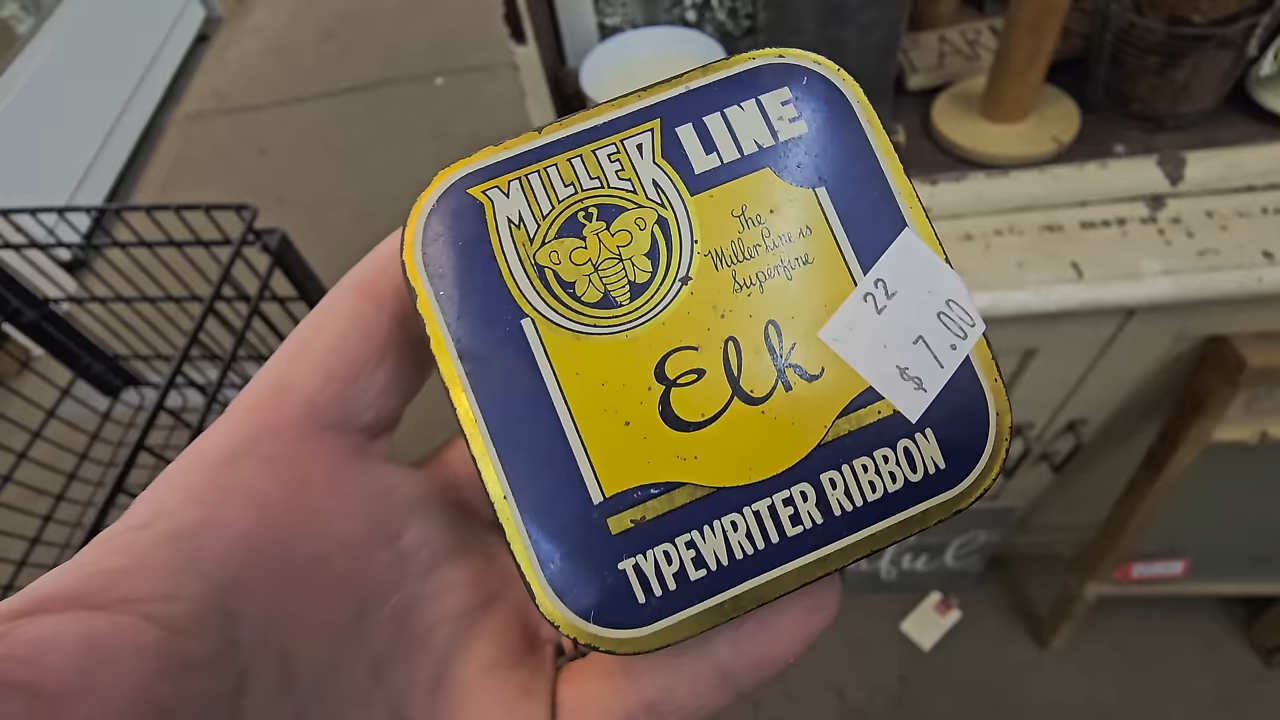 MILLER LINE
The
Miller Line is
Superfine
Elk
TYPEWRITER RIBBON
22
$ 7.00